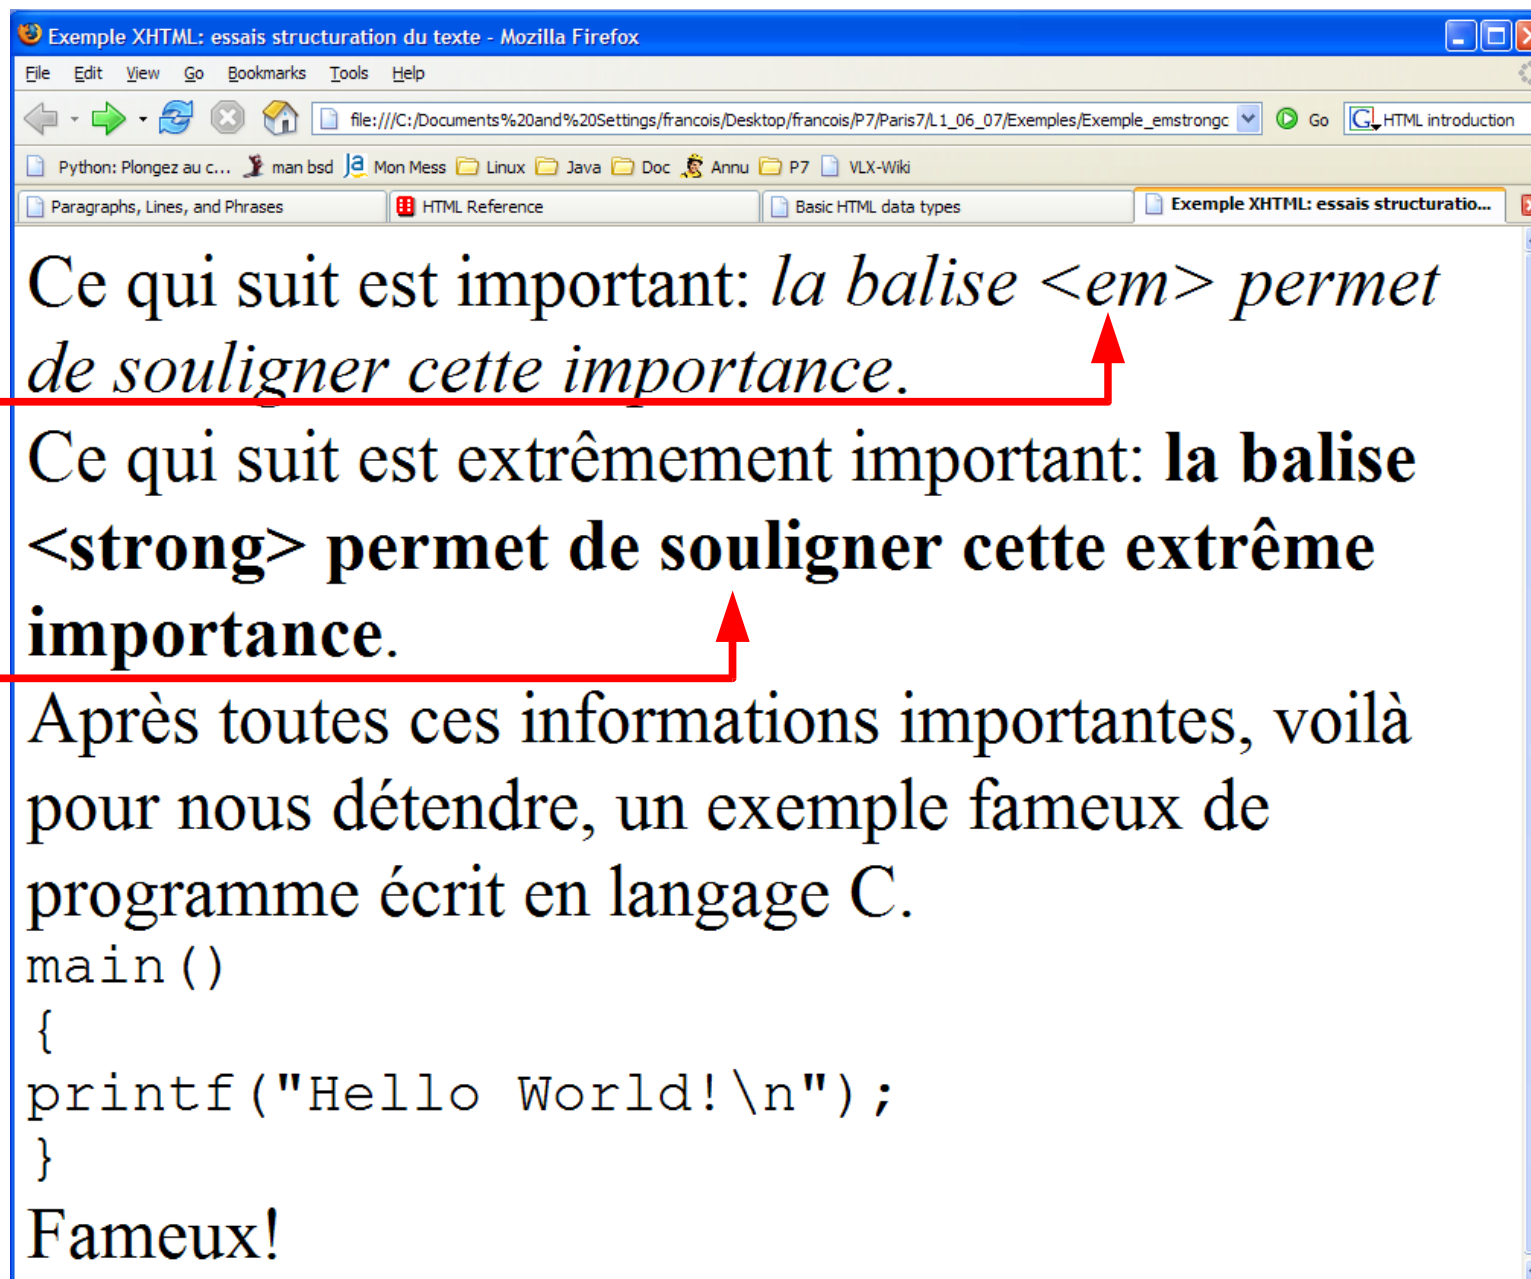 Exemple XHTML: essais structuration du texte - Mozilla Firefox
File Edit View Go Bookmarks Tools Help
file:///C:/Documents%20and%20Settings/francois/Desktop/francois/P7/Paris7/L1_06_07/Exemples/Exemple_emstrongc Go G HTML introduction
Python: Plongez au c... man bsd Ja Mon Mess Linux Java Doc Annu P7 VLX-Wiki
Paragraphs, Lines, and Phrases HTML Reference Basic HTML data types Exemple XHTML: essais structuratio...
Ce qui suit est important: la balise <em> permet
de souligner cette importance.
Ce qui suit est extrêmement important: la balise
<strong> permet de souligner cette extrême
importance.
Après toutes ces informations importantes, voilà
pour nous détendre, un exemple fameux de
programme écrit en langage C.
main()
{
printf("Hello World!\n");
}
Fameux!